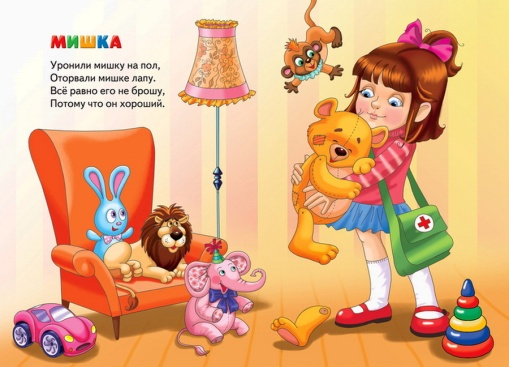 МИШКА
Уронили мишку на пол,
Оторвали мишке лапу.
Всё равно его не брошу,
Потому что он хороший.